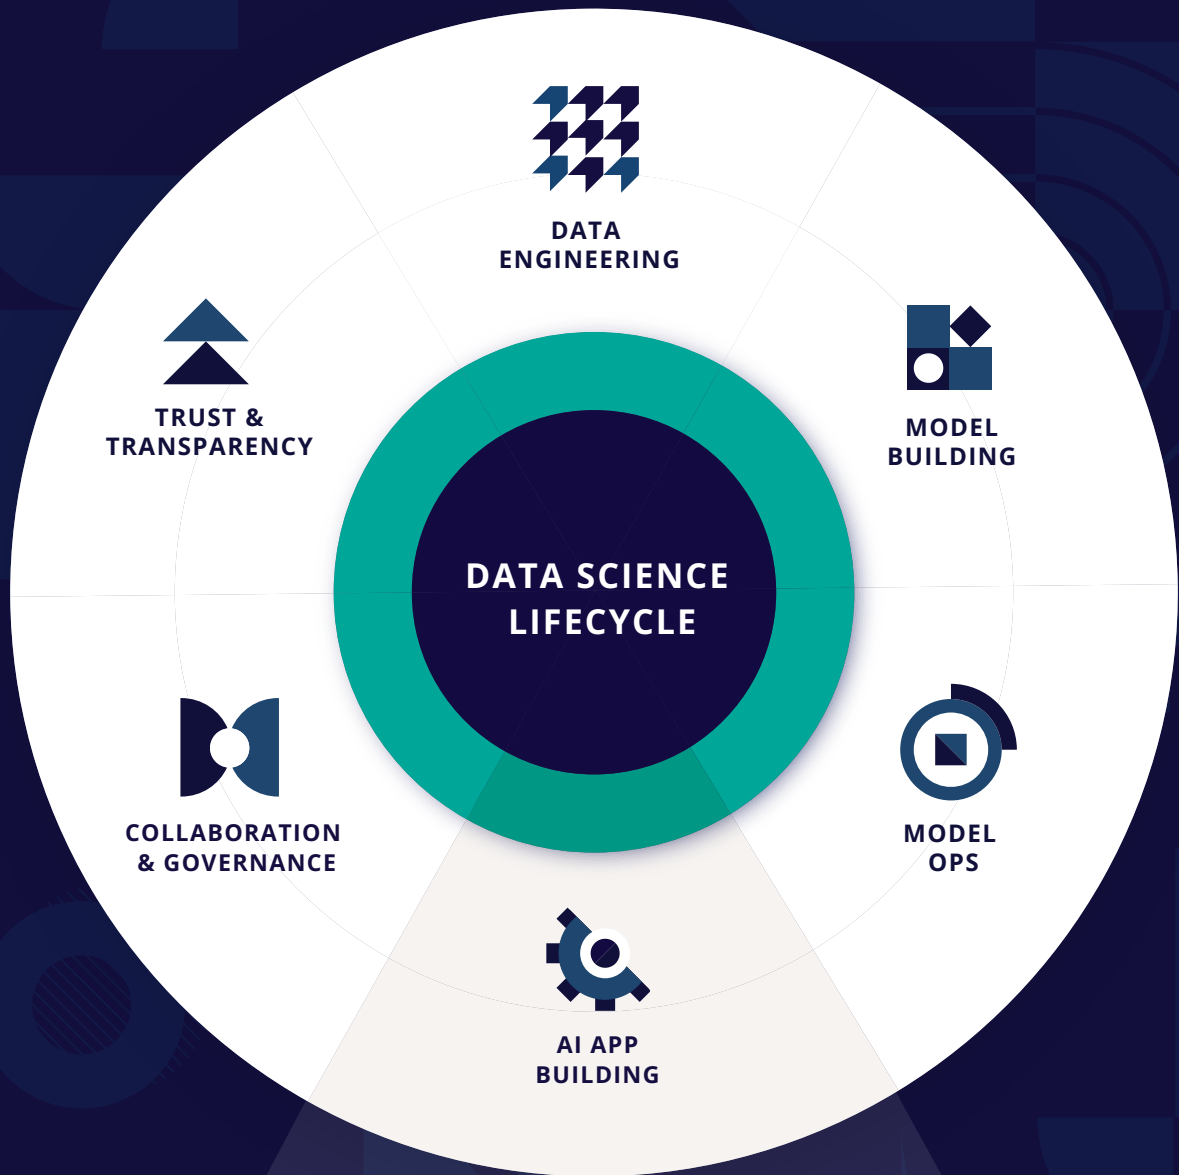 DATA
ENGINEERING
MODEL
BUILDING
MODEL
OPS
AI APP
BUILDING
COLLABORATION
& GOVERNANCE
TRUST &
TRANSPARENCY
DATA SCIENCE
LIFECYCLE